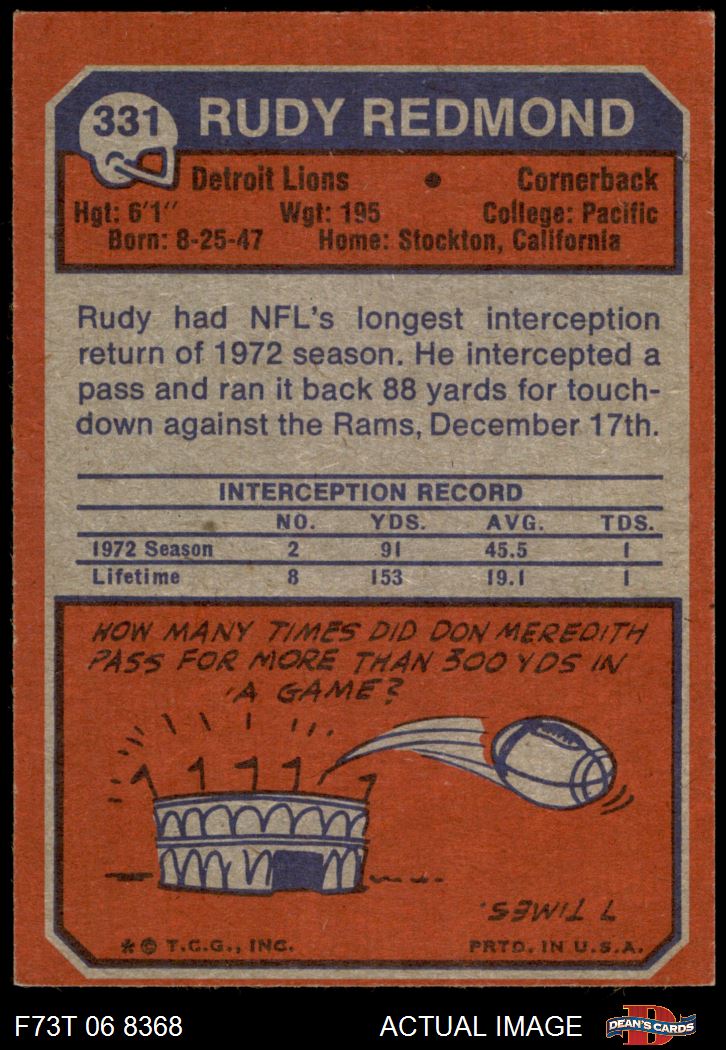 331 RUDY REDMOND
Detroit Lions • Cornerback
Hgt: 6'1" Wgt: 195 College: Pacific
Born: 8-25-47 Home: Stockton, California
Rudy had NFL's longest interception
return of 1972 season. He intercepted a
pass and ran it back 88 yards for touch-
down against the Rams, December 17th.
INTERCEPTION RECORD
NO. YDS. AVG. TDS.
1972 Season 2 91 45.5 1
Lifetime 8 153 19.1 1
HOW MANY TIMES DID DON MEREDITH
PASS FOR MORE THAN 300 YDS IN
A GAME?
7 TIMES.
* © T.C.G., INC. PRTD. IN U.S.A.
F73T 06 8368 ACTUAL IMAGE D DEAN'S CARDS